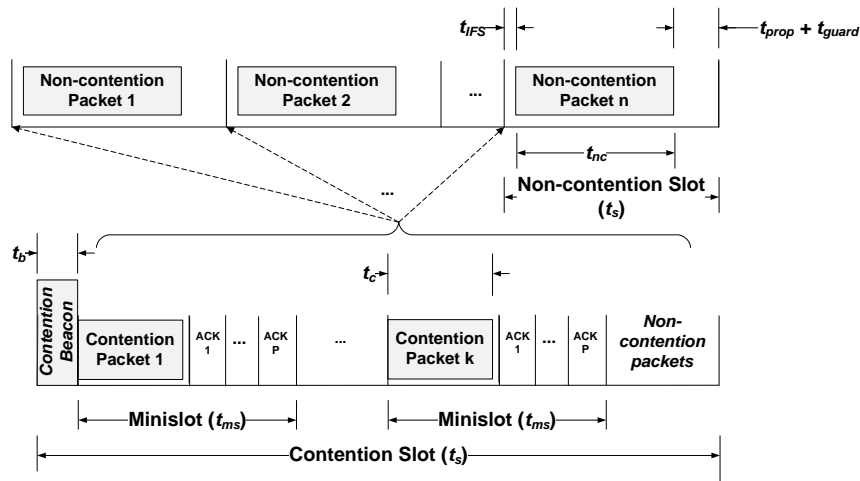 t_IFS
t_prop + t_guard
Non-contention
Packet 1
Non-contention
Packet 2
...
Non-contention
Packet n
t_nc
Non-contention Slot
(t_s)
...
t_b
t_c
Contention
Beacon
Contention
Packet 1
ACK
1
...
ACK
P
...
Contention
Packet k
ACK
1
...
ACK
P
Non-
contention
packets
Minislot (t_ms)
Minislot (t_ms)
Contention Slot (t_s)